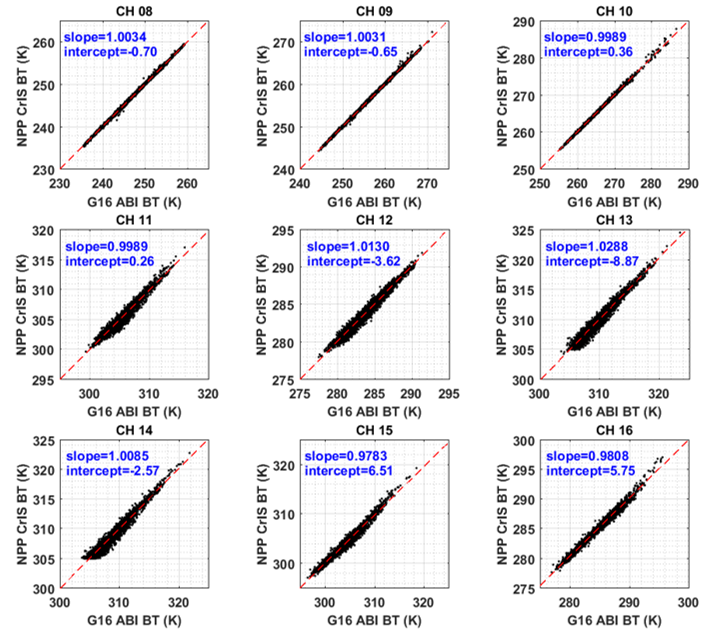 CH 08
CH 09
CH 10
slope=1.0034
intercept=-0.70
slope=1.0031
intercept=-0.65
slope=0.9989
intercept=0.36
NPP CrIS BT (K)
260
250
240
230
NPP CrIS BT (K)
270
260
250
240
NPP CrIS BT (K)
290
280
270
260
250
230 240 250 260
240 250 260 270
250 260 270 280 290
G16 ABI BT (K)
G16 ABI BT (K)
G16 ABI BT (K)
CH 11
CH 12
CH 13
slope=0.9989
intercept=0.26
slope=1.0130
intercept=-3.62
slope=1.0288
intercept=-8.87
NPP CrIS BT (K)
320
315
310
305
300
295
NPP CrIS BT (K)
295
290
285
280
275
NPP CrIS BT (K)
325
320
315
310
305
300
300 310 320
275 280 285 290 295
300 310 320
G16 ABI BT (K)
G16 ABI BT (K)
G16 ABI BT (K)
CH 14
CH 15
CH 16
slope=1.0085
intercept=-2.57
slope=0.9783
intercept=6.51
slope=0.9808
intercept=5.75
NPP CrIS BT (K)
325
320
315
310
305
300
NPP CrIS BT (K)
320
310
300
NPP CrIS BT (K)
300
295
290
285
280
275
300 310 320
300 310 320
280 290 300
G16 ABI BT (K)
G16 ABI BT (K)
G16 ABI BT (K)